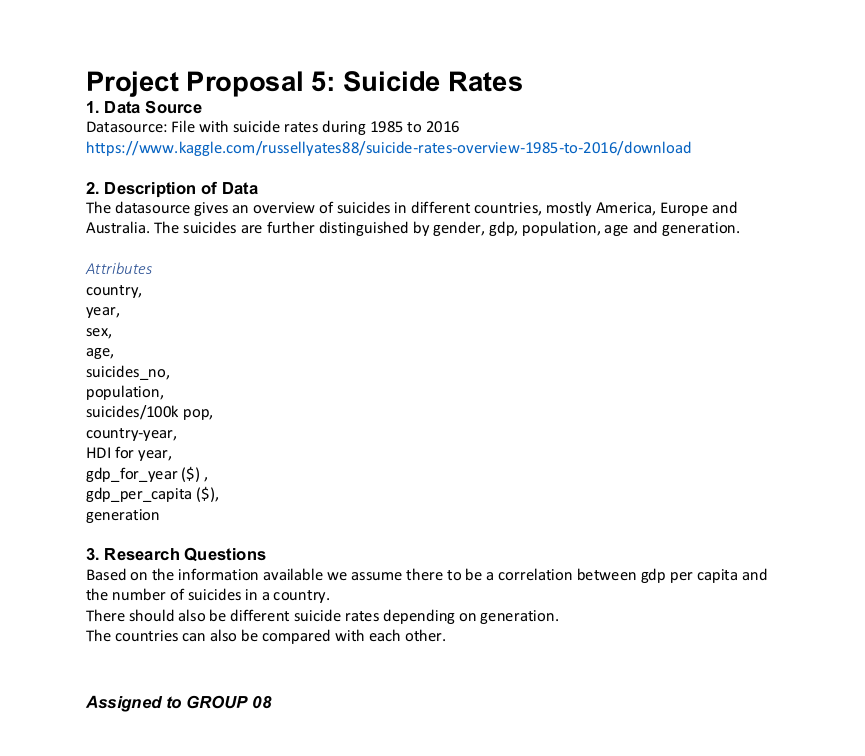 Project Proposal 5: Suicide Rates
1. Data Source
Datasource: File with suicide rates during 1985 to 2016
https://www.kaggle.com/russellyates88/suicide-rates-overview-1985-to-2016/download
2. Description of Data
The datasource gives an overview of suicides in different countries, mostly America, Europe and
Australia. The suicides are further distinguished by gender, gdp, population, age and generation.
Attributes
country,
year,
sex,
age,
suicides_no,
population,
suicides/100k pop,
country-year,
HDI for year,
gdp_for_year ($) ,
gdp_per_capita ($),
generation
3. Research Questions
Based on the information available we assume there to be a correlation between gdp per capita and
the number of suicides in a country.
There should also be different suicide rates depending on generation.
The countries can also be compared with each other.
Assigned to GROUP 08